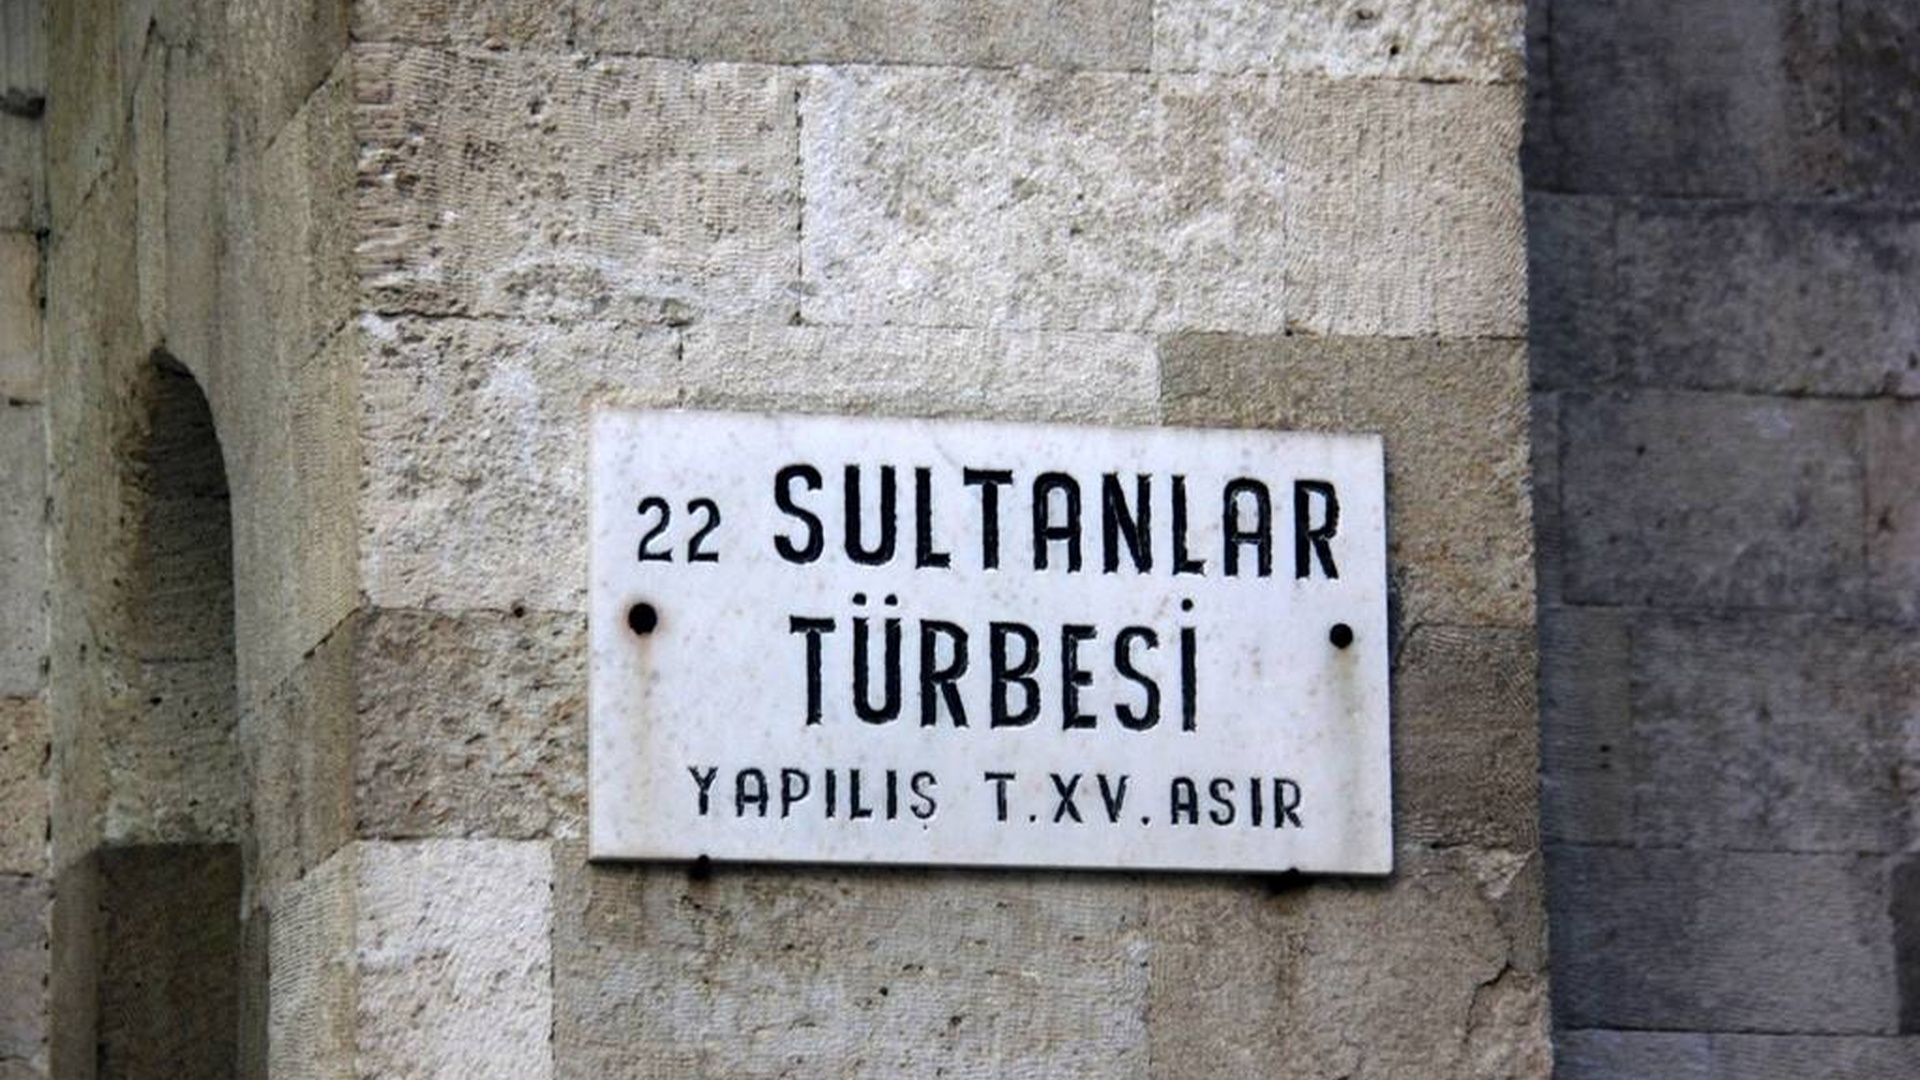 22 SULTANLAR
TÜRBESİ
YAPILIŞ T.XV.ASIR